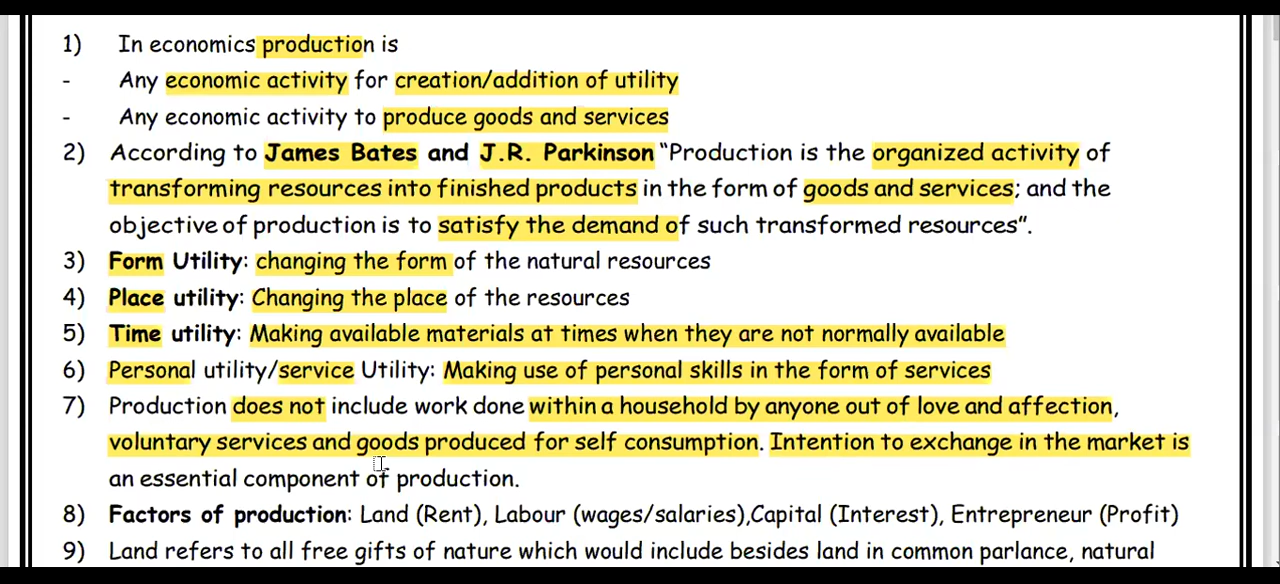 1) In economics production is
- Any economic activity for creation/addition of utility
- Any economic activity to produce goods and services
2) According to James Bates and J.R. Parkinson “Production is the organized activity of
transforming resources into finished products in the form of goods and services; and the
objective of production is to satisfy the demand of such transformed resources”.
3) Form Utility: changing the form of the natural resources
4) Place utility: Changing the place of the resources
5) Time utility: Making available materials at times when they are not normally available
6) Personal utility/service Utility: Making use of personal skills in the form of services
7) Production does not include work done within a household by anyone out of love and affection,
voluntary services and goods produced for self consumption. Intention to exchange in the market is
an essential component of production.
8) Factors of production: Land (Rent), Labour (wages/salaries),Capital (Interest), Entrepreneur (Profit)
9) Land refers to all free gifts of nature which would include besides land in common parlance, natural